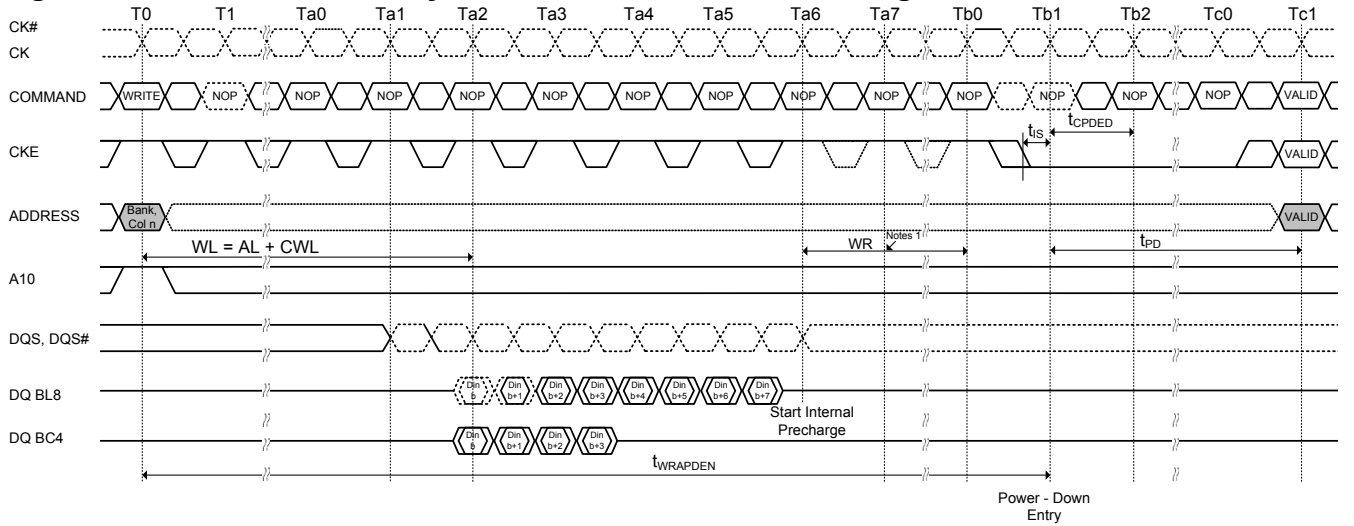 T0 T1 Ta0 Ta1 Ta2 Ta3 Ta4 Ta5 Ta6 Ta7 Tb0 Tb1 Tb2 Tc0 Tc1
CK#
CK
COMMAND WRITE NOP NOP NOP NOP NOP NOP NOP NOP NOP NOP NOP NOP NOP VALID
tIS tCPDED
CKE VALID
ADDRESS Bank, Col n VALID
WL = AL + CWL WR Notes 1 tPD
A10
DQS, DQS#
DQ BL8 Din b Din b+1 Din b+2 Din b+3 Din b+4 Din b+5 Din b+6 Din b+7
Start Internal
Precharge
DQ BC4 Din b Din b+1 Din b+2 Din b+3
tWRAPDEN
Power - Down
Entry